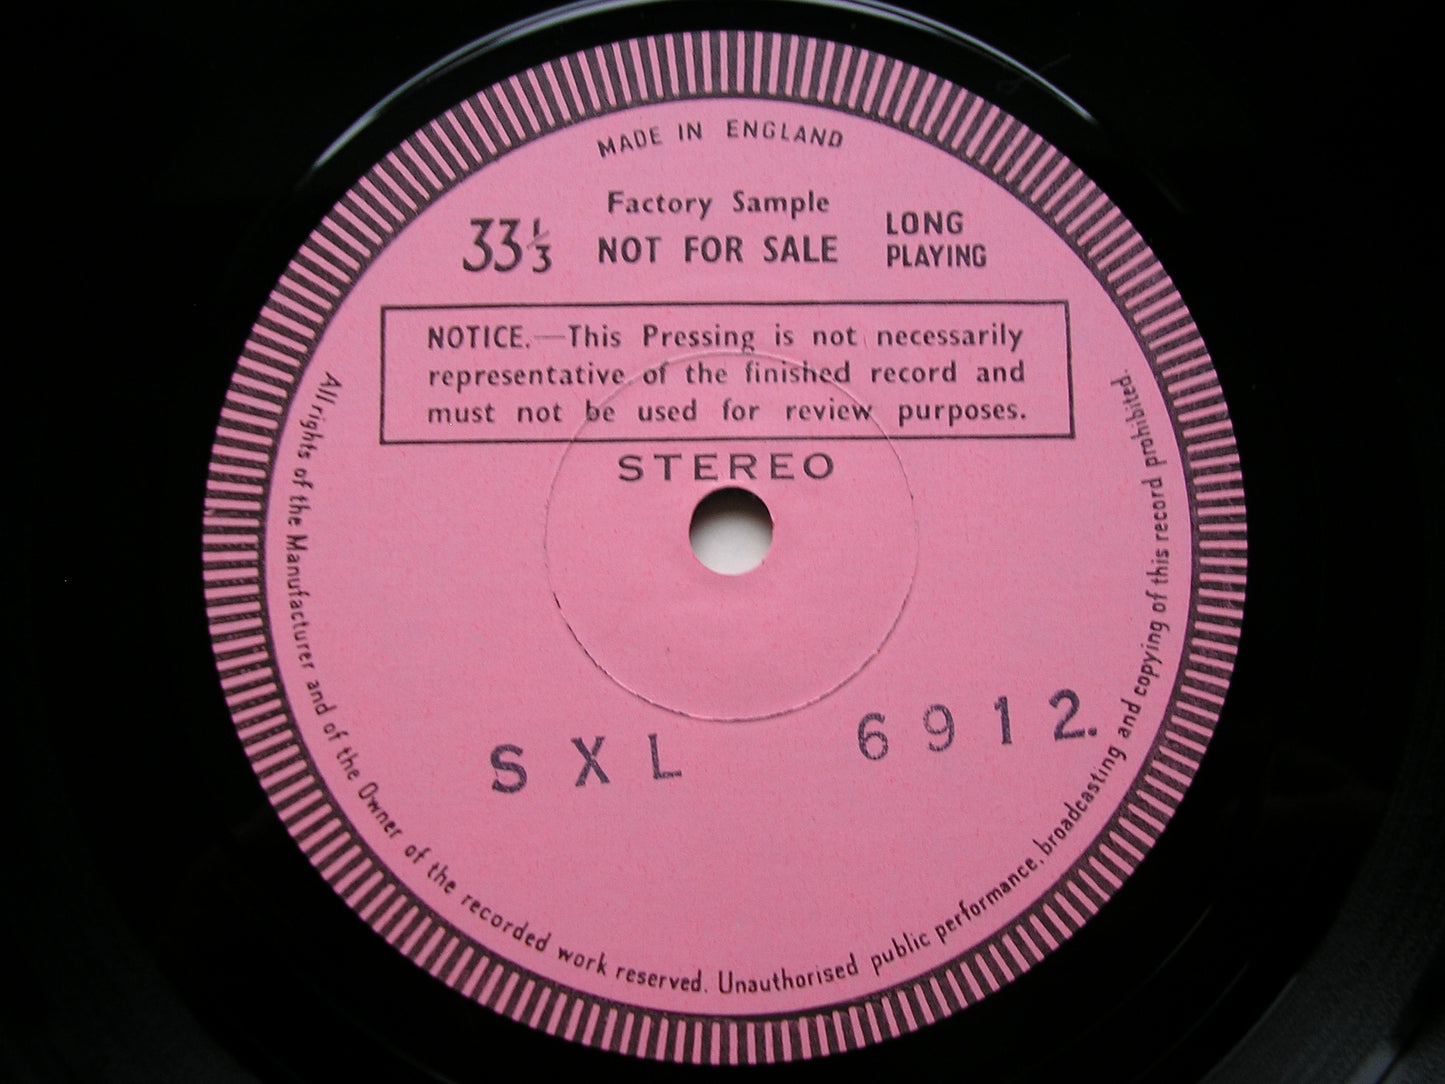 MADE IN ENGLAND
Factory Sample
33 1/3 NOT FOR SALE LONG PLAYING
NOTICE.—This Pressing is not necessarily
representative of the finished record and
must not be used for review purposes.
STEREO
SXL 6912.
All rights of the Manufacturer and of the Owner of the recorded work reserved. Unauthorised public performance, broadcasting and copying of this record prohibited.